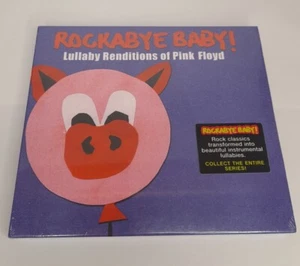 ROCKABYE BABY!
Lullaby Renditions of Pink Floyd
ROCKABYE BABY!
Rock classics
transformed into
beautiful instrumental
lullabies.
COLLECT THE ENTIRE
SERIES!